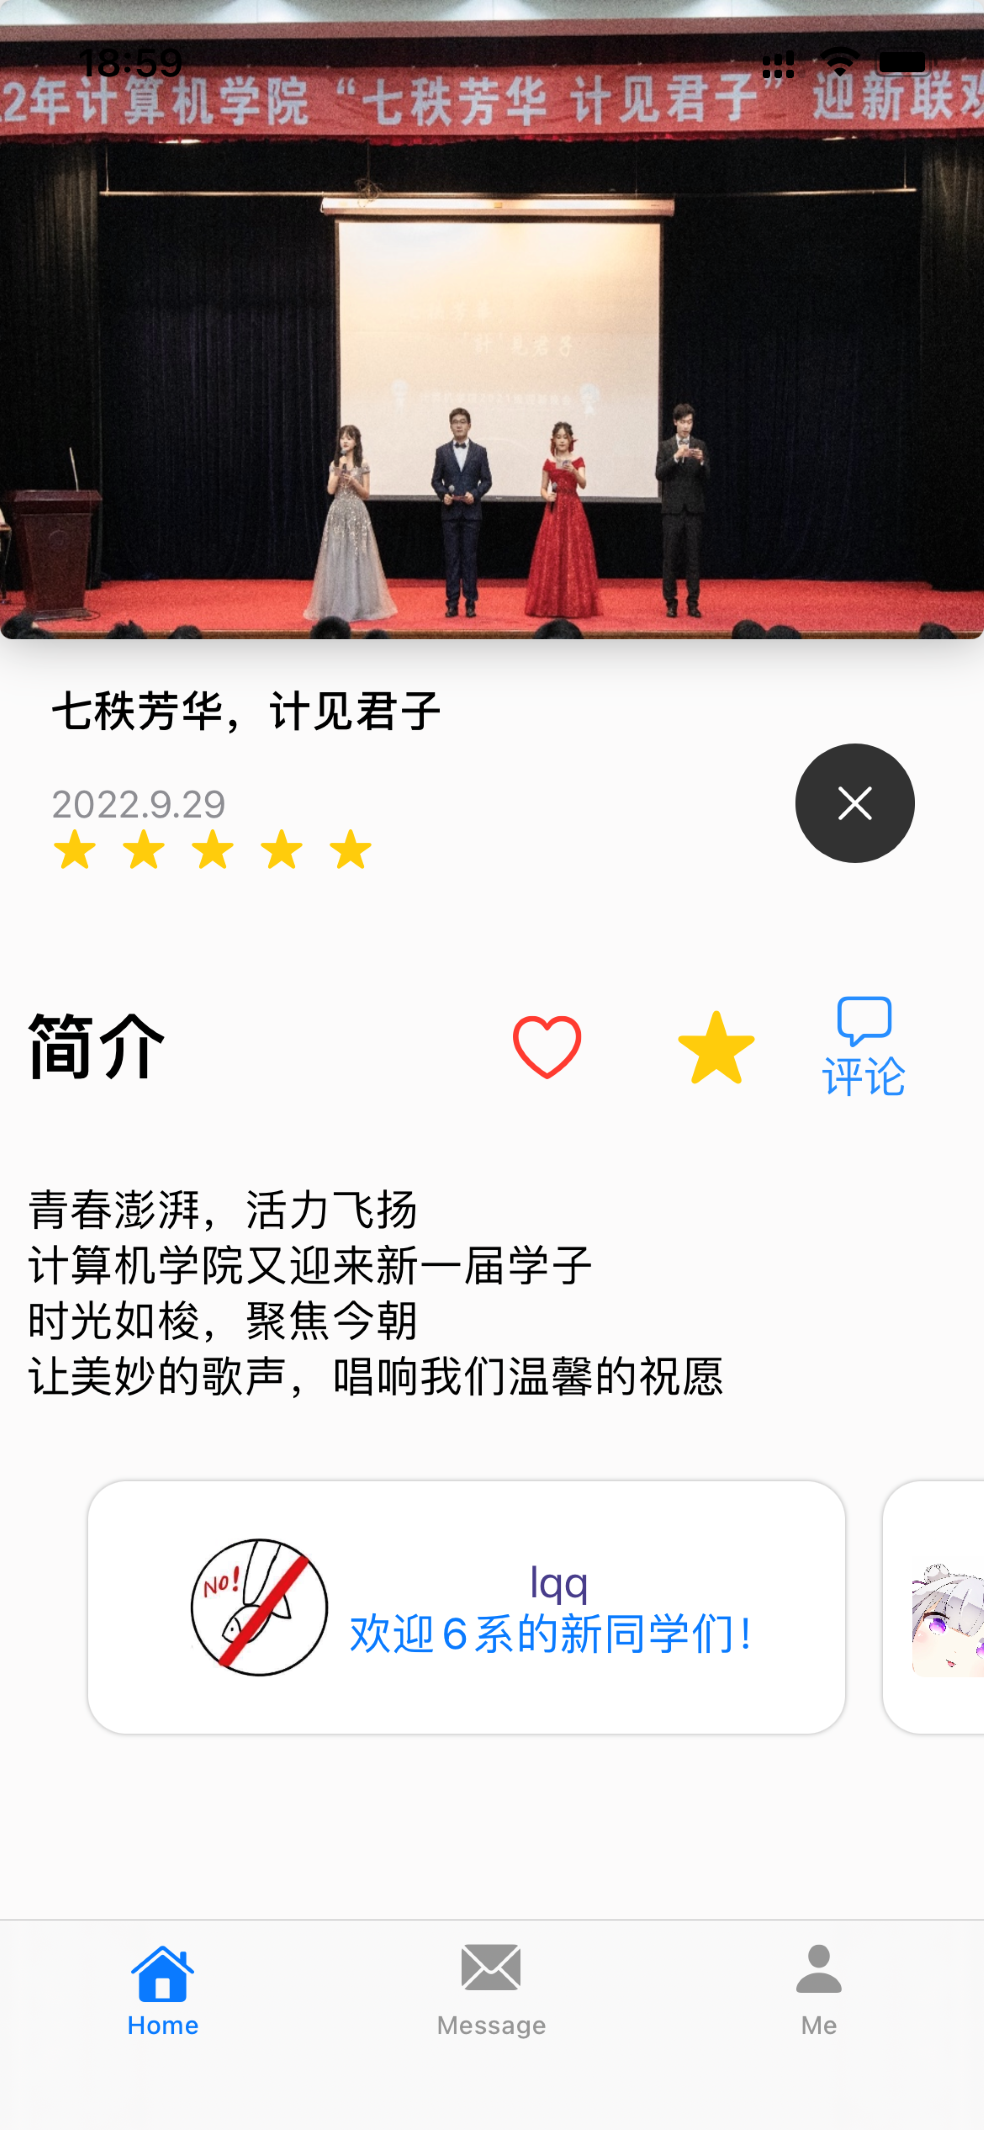 18:59
2年计算机学院“七秩芳华 计见君子”迎新联欢
计见君子
七秩芳华，计见君子
2022.9.29
简介
评论
青春澎湃，活力飞扬
计算机学院又迎来新一届学子
时光如梭，聚焦今朝
让美妙的歌声，唱响我们温馨的祝愿
NO!
lqq
欢迎6系的新同学们！
Home
Message
Me